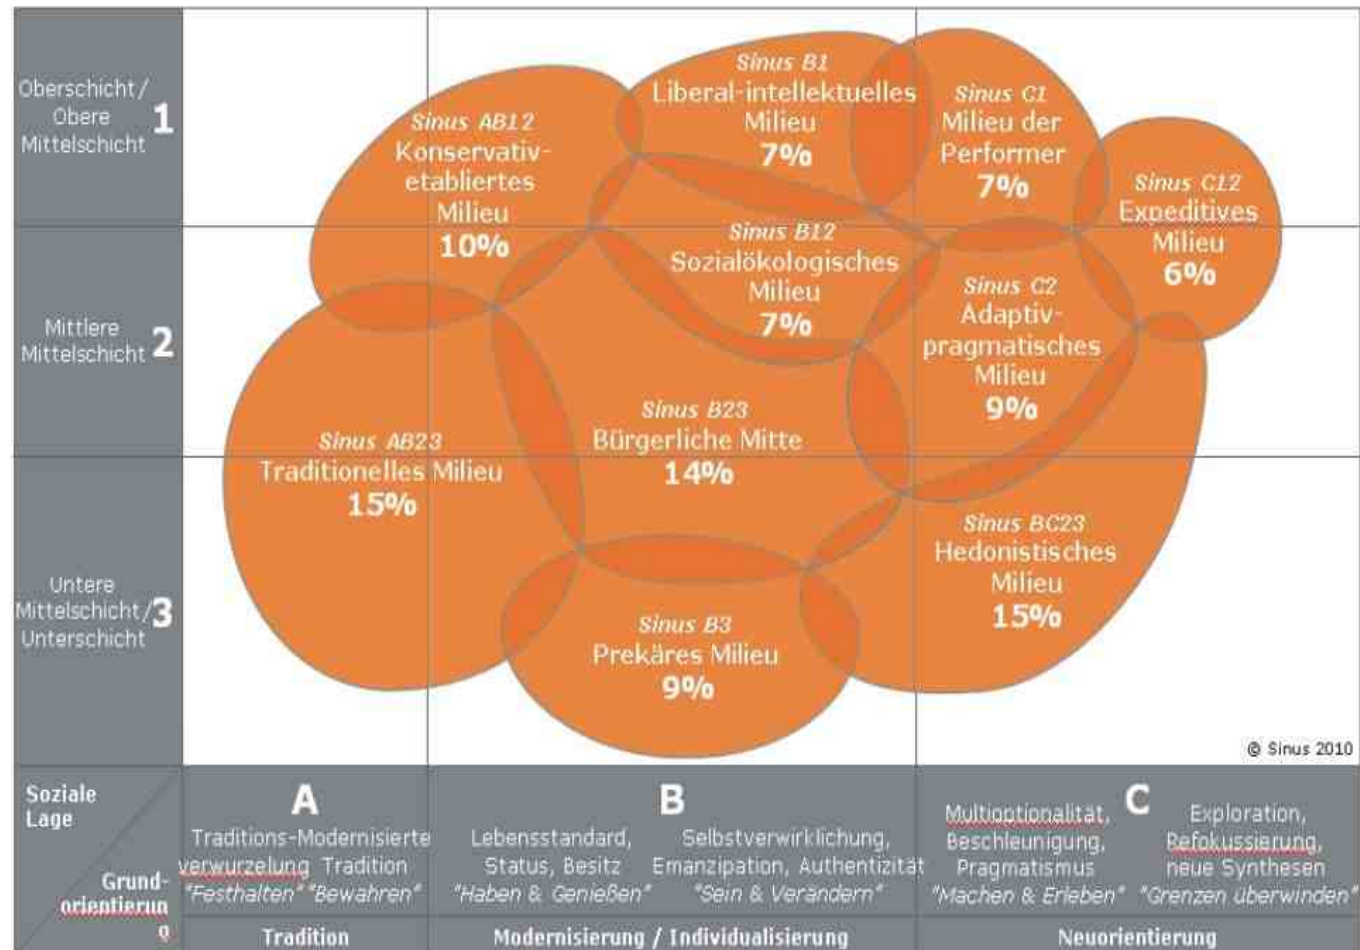 Oberschicht/
Obere
Mittelschicht
1
Mittlere
Mittelschicht
2
Untere
Mittelschicht/
Unterschicht
3
Sinus AB12
Konservativ-
etabliertes
Milieu
10%
Sinus B1
Liberal-intellektuelles
Milieu
7%
Sinus C1
Milieu der
Performer
7%
Sinus C12
Expeditives
Milieu
6%
Sinus B12
Sozialökologisches
Milieu
7%
Sinus C2
Adaptiv-
pragmatisches
Milieu
9%
Sinus AB23
Traditionelles Milieu
15%
Sinus B23
Bürgerliche Mitte
14%
Sinus BC23
Hedonistisches
Milieu
15%
Sinus B3
Prekäres Milieu
9%
© Sinus 2010
Soziale
Lage
Grund-
orientierun
g
A
Traditions-
verwurzelung
"Festhalten"
Modernisierte
Tradition
"Bewahren"
Tradition
B
Lebensstandard,
Status, Besitz
"Haben & Genießen"
Selbstverwirklichung,
Emanzipation, Authentizität
"Sein & Verändern"
Modernisierung / Individualisierung
C
Multioptionalität,
Beschleunigung,
Pragmatismus
"Machen & Erleben"
Exploration,
Refokussierung,
neue Synthesen
"Grenzen überwinden"
Neuorientierung